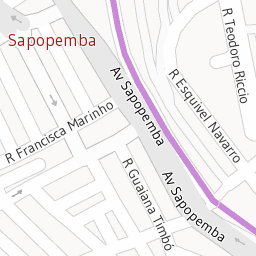 Sapopemba
R Teodoro Riccio
Av Sapopemba
R Esquivel Navarro
R Francisca Marinho
R Guaiana Timbó
Av Sapopemba